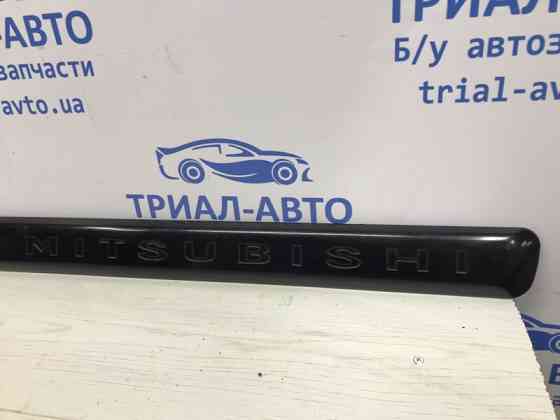 -АВТО
запчасти
avto.ua
ТРИАЛ-А
Б/у автоз
trial-av
ТРИАЛ-АВТО
MITSUBISHI